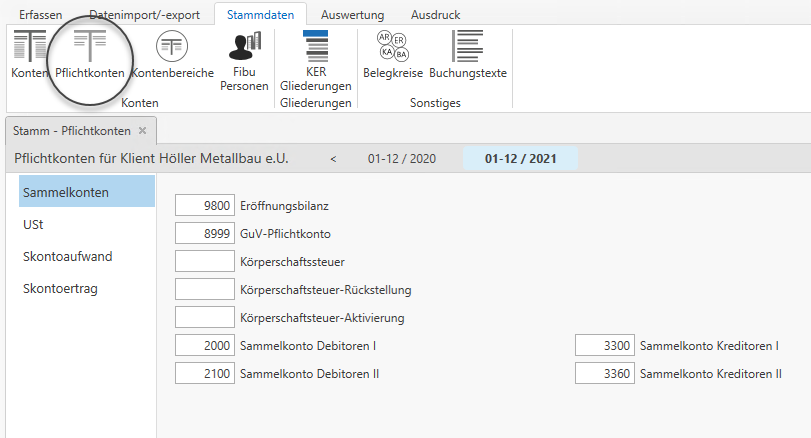 Erfassen Datenimport/-export Stammdaten Auswertung Ausdruck
Konten Pflichtkonten Kontenbereiche Fibu Personen KER Gliederungen AR ER KA BA Belegkreise Buchungstexte
Konten Gliederungen Sonstiges
Stamm - Pflichtkonten ×
Pflichtkonten für Klient Höller Metallbau e.U. < 01-12 / 2020 01-12 / 2021
Sammelkonten
USt
Skontoaufwand
Skontoertrag
9800 Eröffnungsbilanz
8999 GuV-Pflichtkonto
Körperschaftssteuer
Körperschaftsteuer-Rückstellung
Körperschaftsteuer-Aktivierung
2000 Sammelkonto Debitoren I 3300 Sammelkonto Kreditoren I
2100 Sammelkonto Debitoren II 3360 Sammelkonto Kreditoren II